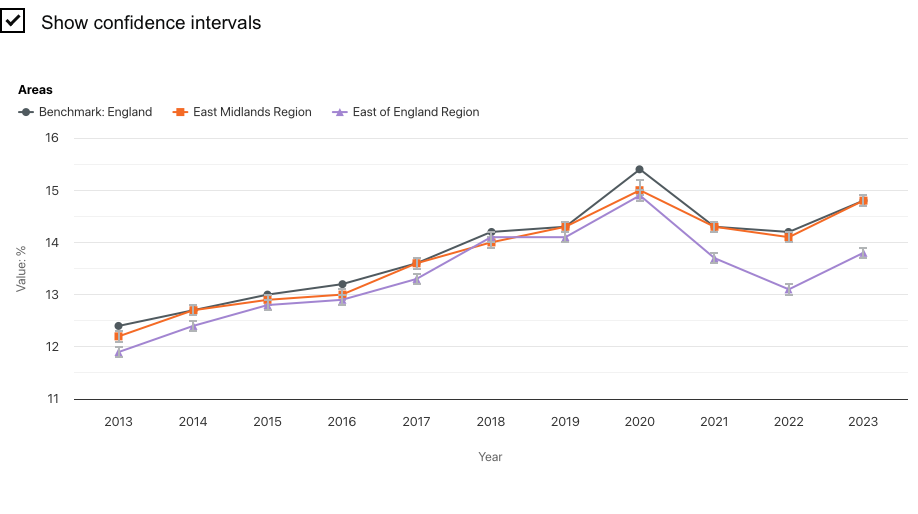 Show confidence intervals
Areas
Benchmark: England East Midlands Region East of England Region
16
15
14
13
12
11
Value: %
2013 2014 2015 2016 2017 2018 2019 2020 2021 2022 2023
Year